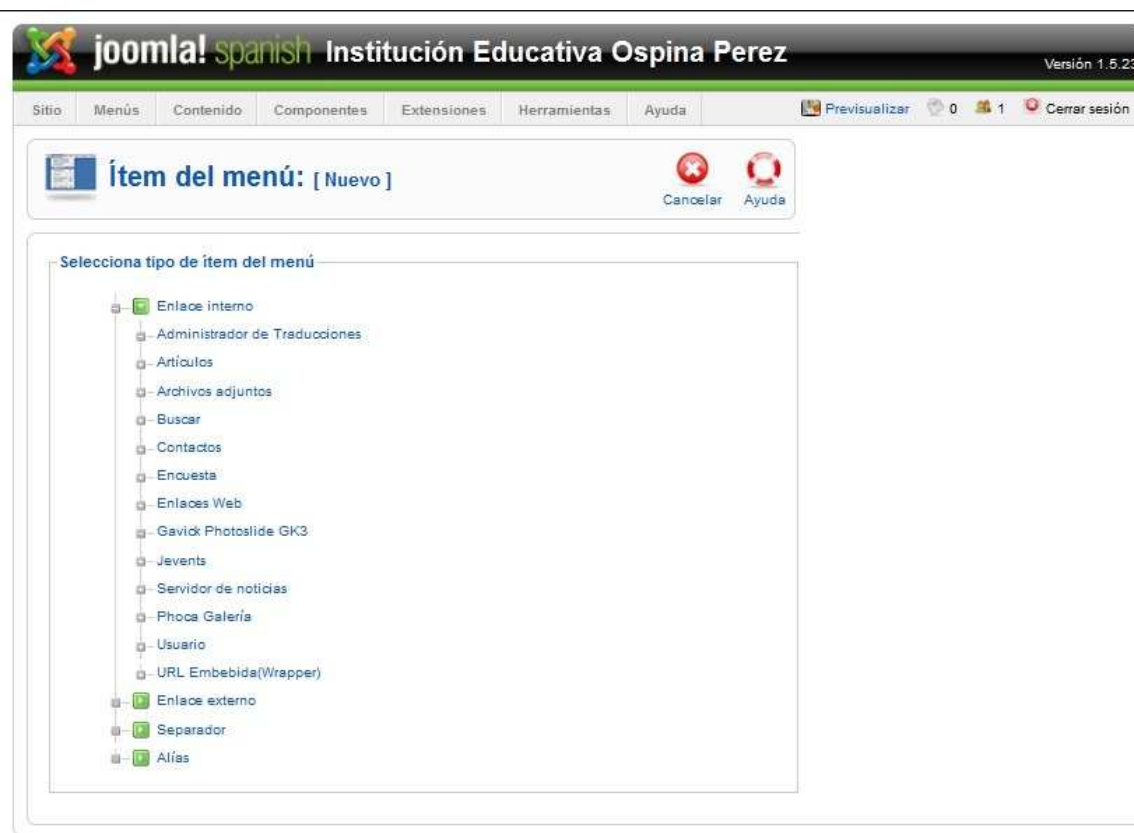 joomla! spanish Institución Educativa Ospina Perez
Versión 1.5.23
Sitio Menús Contenido Componentes Extensiones Herramientas Ayuda Previsualizar 0 1 Cerrar sesión
Ítem del menú: [ Nuevo ]
Cancelar Ayuda
Selecciona tipo de ítem del menú
Enlace interno
Administrador de Traducciones
Artículos
Archivos adjuntos
Buscar
Contactos
Encuesta
Enlaces Web
Gavick Photoslide GK3
Jevents
Servidor de noticias
Phoca Galería
Usuario
URL Embebida(Wrapper)
Enlace externo
Separador
Alías